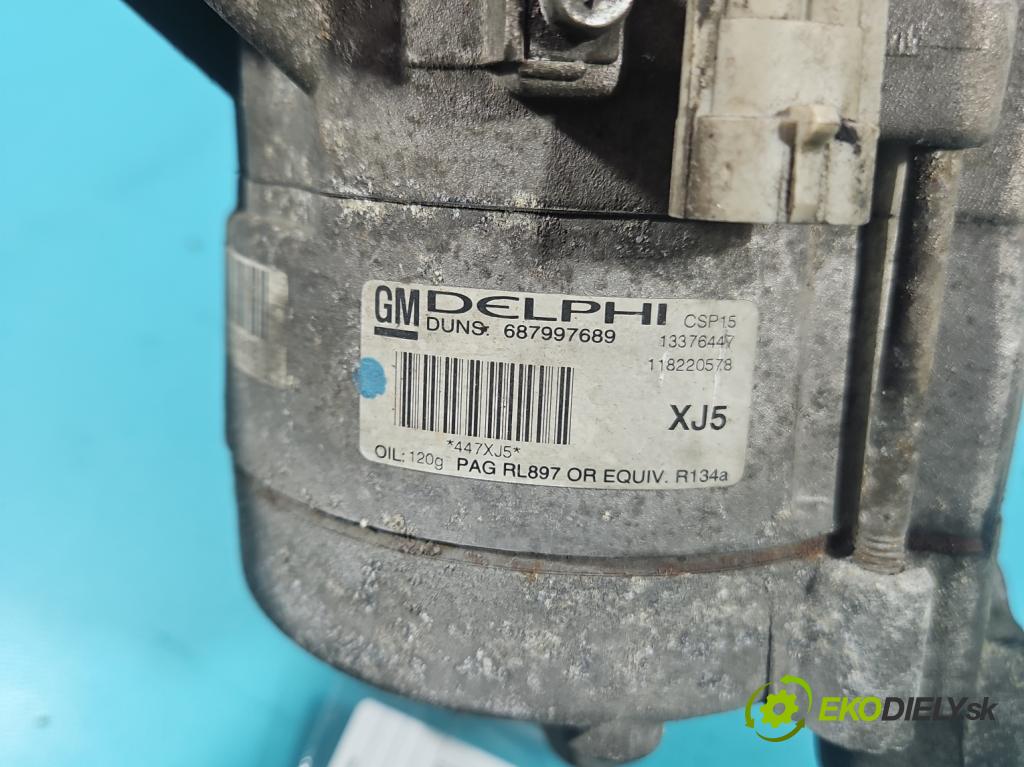 GM DELPHI CSP15
DUNS: 687997689 13376447
118220578
XJ5
*447XJ5*
OIL: 120g PAG RL897 OR EQUIV. R134a
EKODIELY.sk